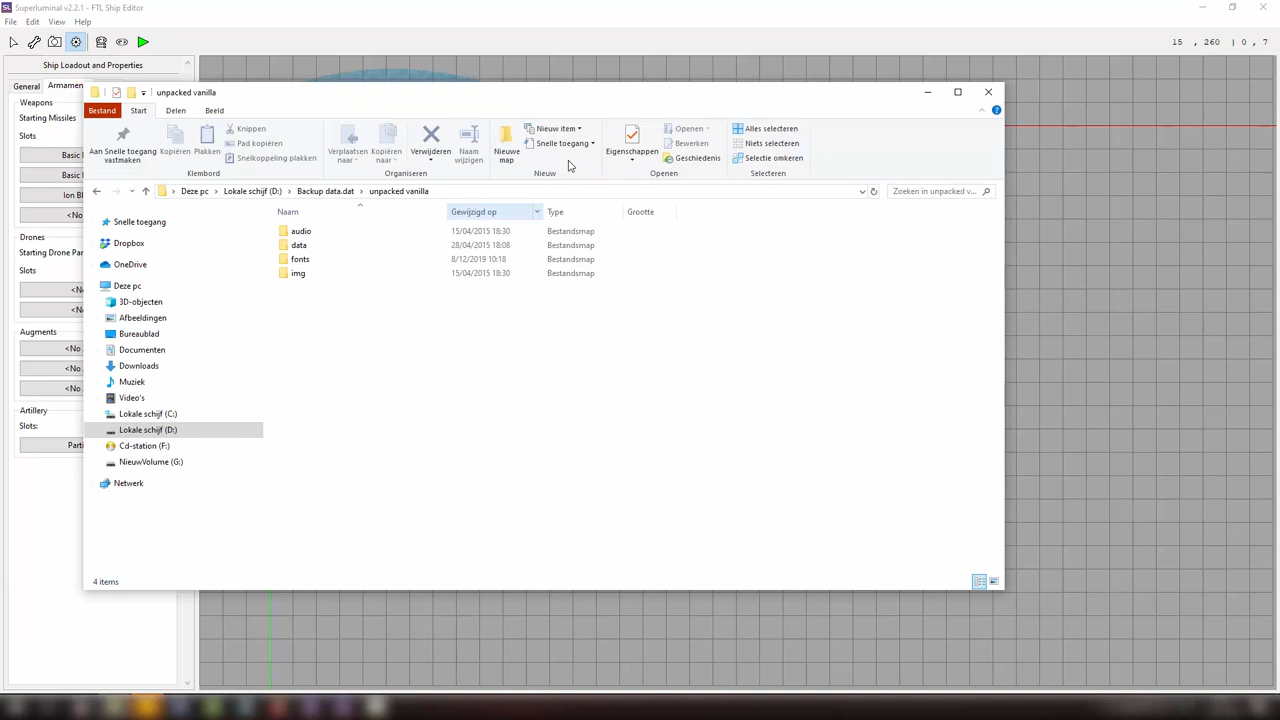 Superluminal v2.2.1 - FTL Ship Editor
File Edit View Help
15 , 260 | 0 , 7
Ship Loadout and Properties
General Armamen
Weapons
Starting Missiles
Slots
Basic
Basic
Ion Bl
<No
Drones
Starting Drone Par
Slots
<N
<N
Augments
<No
<No
<No
Artillery
Slots:
Parti
unpacked vanilla
Bestand Start Delen Beeld
Aan Snelle toegang vastmaken
Kopiëren
Plakken
Knippen
Pad kopiëren
Snelkoppeling plakken
Klembord
Verplaatsen naar
Kopiëren naar
Verwijderen
Naam wijzigen
Organiseren
Nieuwe map
Nieuw item
Snelle toegang
Nieuw
Eigenschappen
Openen
Bewerken
Geschiedenis
Openen
Alles selecteren
Niets selecteren
Selectie omkeren
Selecteren
Deze pc > Lokale schijf (D:) > Backup data.dat > unpacked vanilla
Zoeken in unpacked v...
Naam Gewijzigd op Type Grootte
audio 15/04/2015 18:30 Bestandsmap
data 28/04/2015 18:08 Bestandsmap
fonts 8/12/2019 10:18 Bestandsmap
img 15/04/2015 18:30 Bestandsmap
Snelle toegang
Dropbox
OneDrive
Deze pc
3D-objecten
Afbeeldingen
Bureaublad
Documenten
Downloads
Muziek
Video's
Lokale schijf (C:)
Lokale schijf (D:)
Cd-station (F:)
NieuwVolume (G:)
Netwerk
4 items